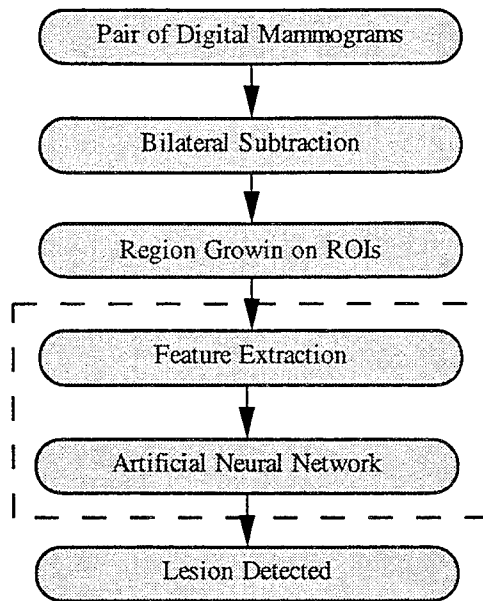 Pair of Digital Mammograms
Bilateral Subtraction
Region Growin on ROIs
Feature Extraction
Artificial Neural Network
Lesion Detected